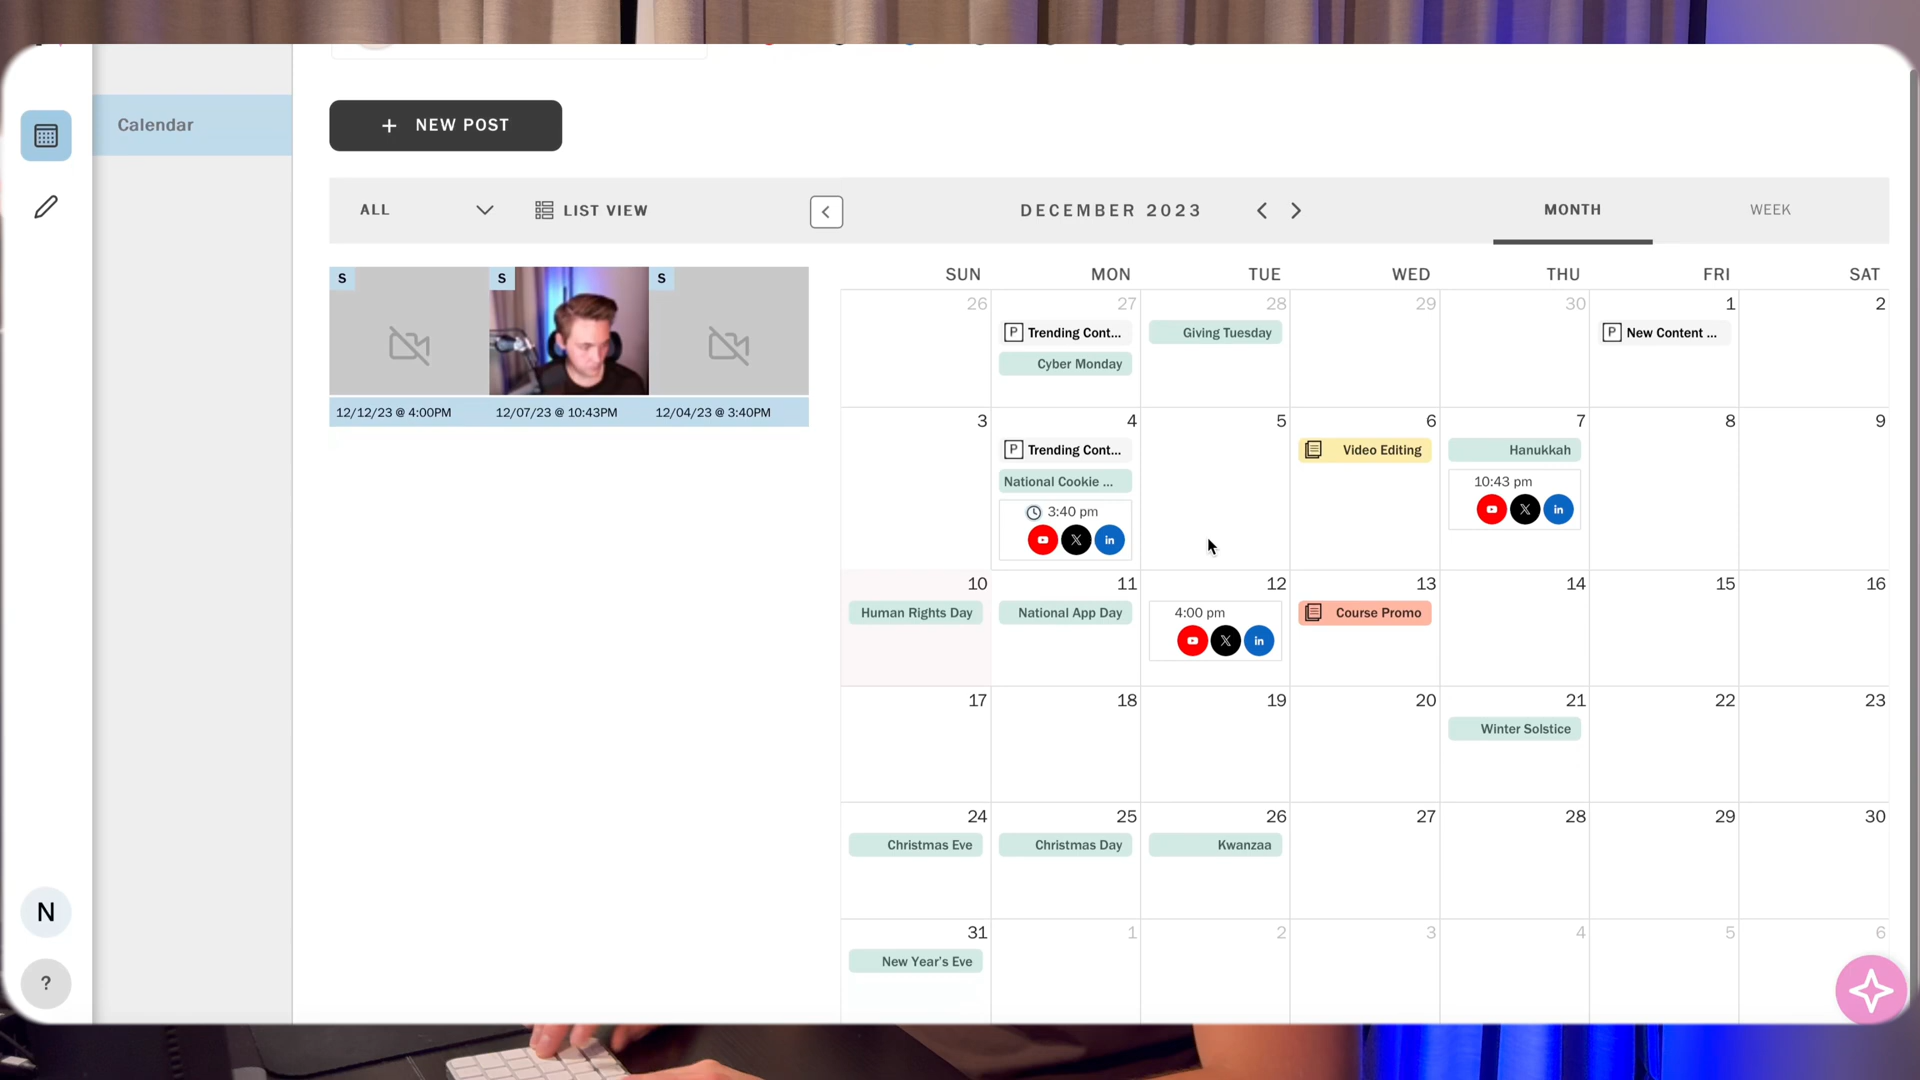 Calendar
+ NEW POST
ALL
LIST VIEW
DECEMBER 2023
MONTH
WEEK
S
S
S
12/12/23 @ 4:00PM
12/07/23 @ 10:43PM
12/04/23 @ 3:40PM
SUN MON TUE WED THU FRI SAT
26 27 28 29 30 1 2
P Trending Cont...
Giving Tuesday
P New Content ...
Cyber Monday
3 4 5 6 7 8 9
P Trending Cont...
Video Editing
Hanukkah
National Cookie ...
10:43 pm
X in
3:40 pm
X in
10 11 12 13 14 15 16
Human Rights Day
National App Day
4:00 pm
Course Promo
X in
17 18 19 20 21 22 23
Winter Solstice
24 25 26 27 28 29 30
Christmas Eve
Christmas Day
Kwanzaa
31 1 2 3 4 5 6
New Year's Eve
N
?